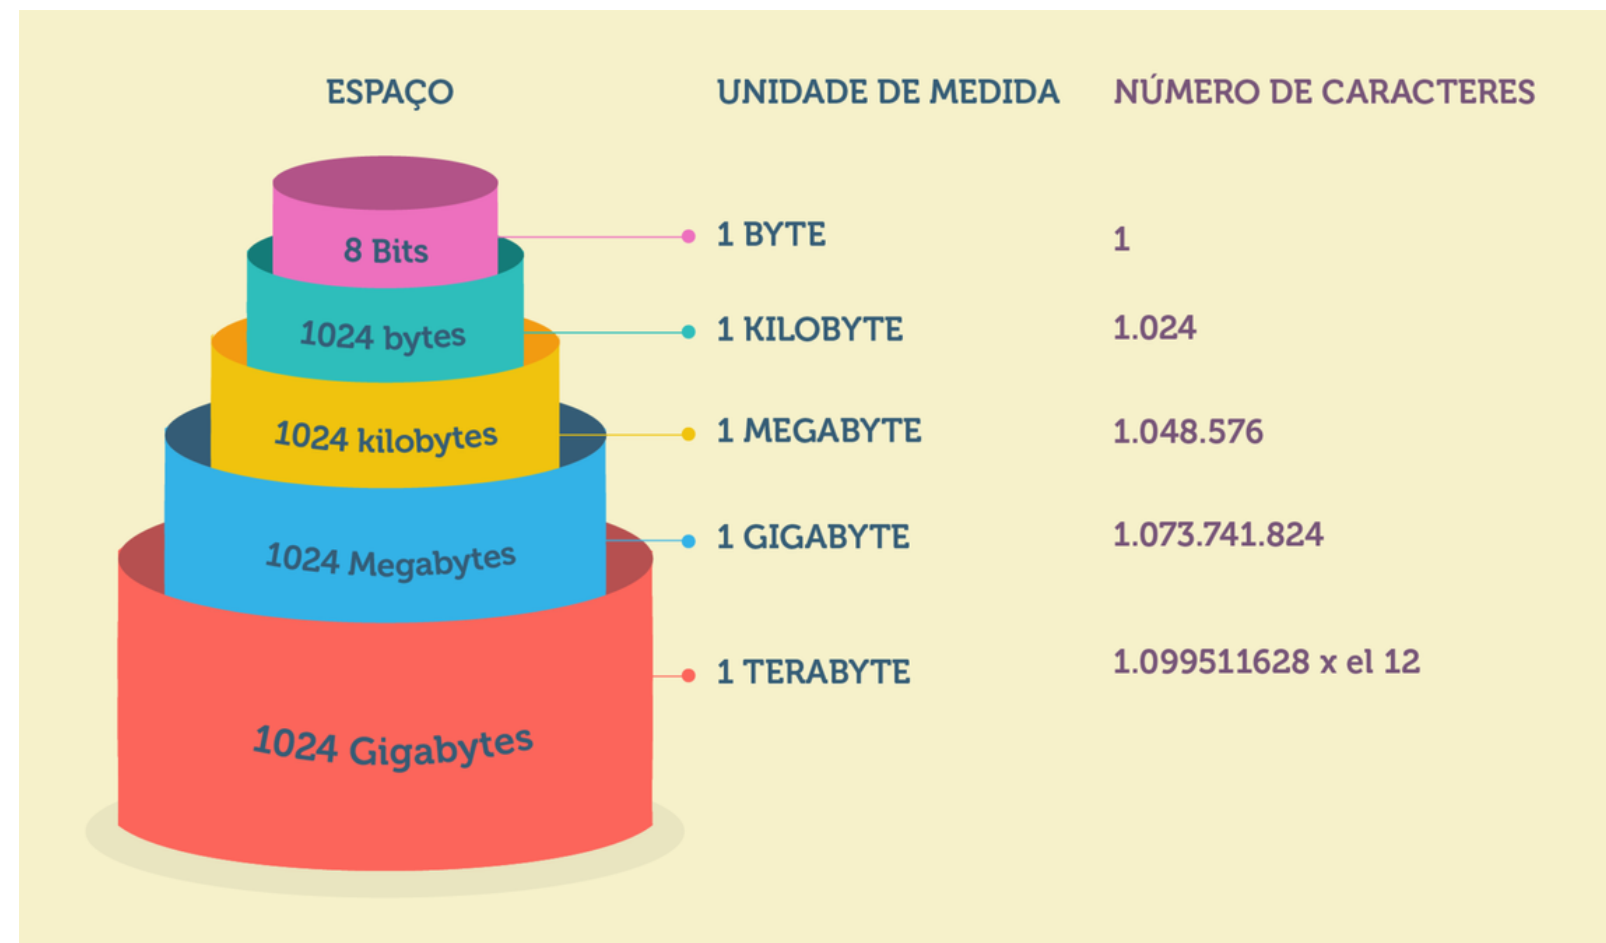 ESPAÇO UNIDADE DE MEDIDA NÚMERO DE CARACTERES
8 Bits 1 BYTE 1
1024 bytes 1 KILOBYTE 1.024
1024 kilobytes 1 MEGABYTE 1.048.576
1024 Megabytes 1 GIGABYTE 1.073.741.824
1024 Gigabytes 1 TERABYTE 1.099511628 x el 12